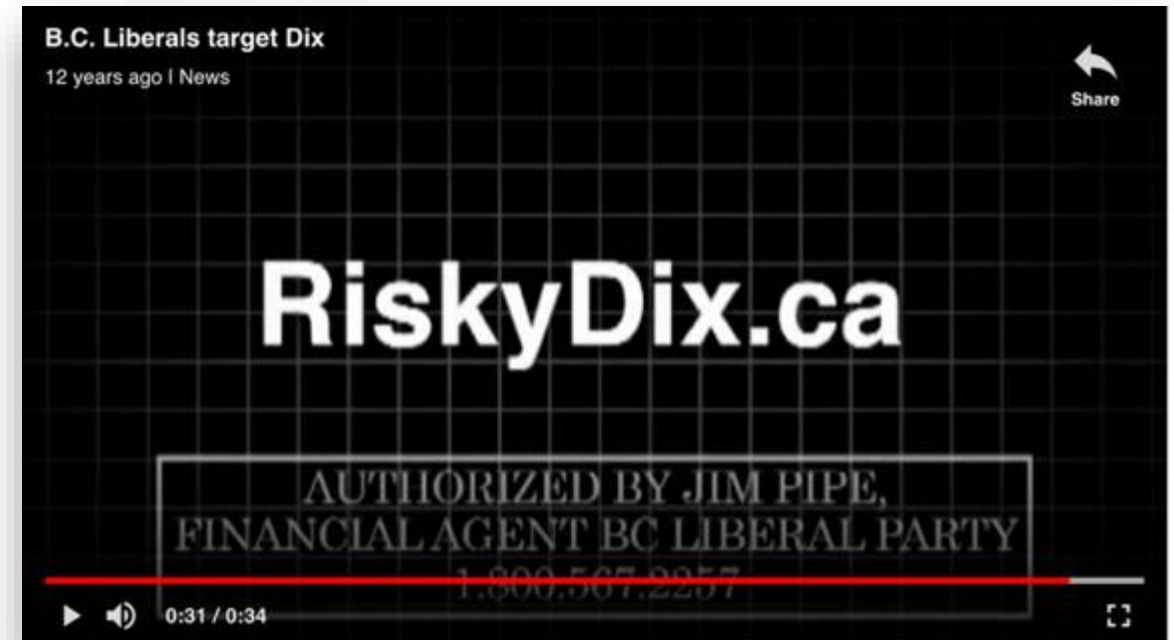 B.C. Liberals target Dix
12 years ago I News
Share
RiskyDix.ca
AUTHORIZED BY JIM PIPE,
FINANCIAL AGENT BC LIBERAL PARTY
1.800.567.2257
0:31 / 0:34